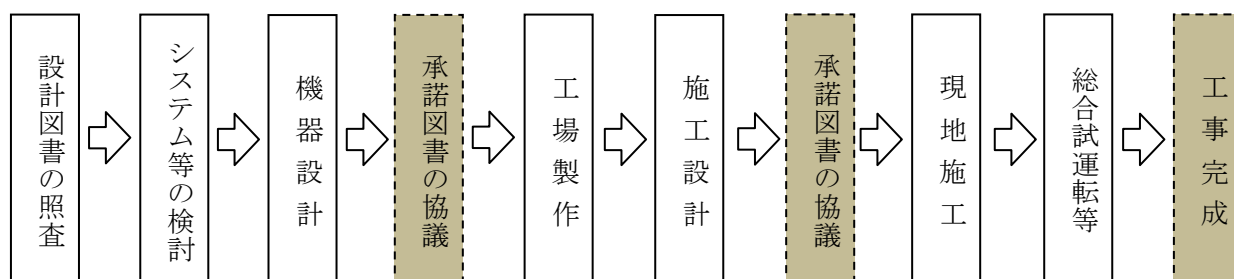 設計図書の照査
システム等の検討
機器設計
承諾図書の協議
工場製作
施工設計
承諾図書の協議
現地施工
総合試運転等
工事完成